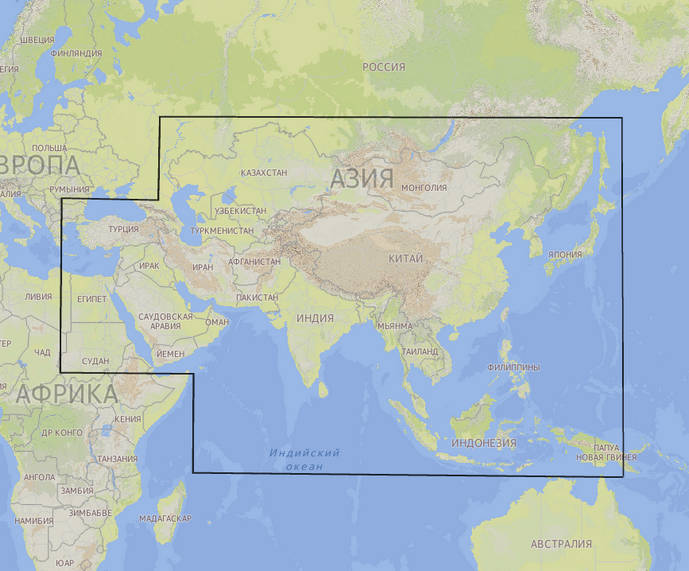 ШВЕЦИЯ
ФИНЛЯНДИЯ
ЕГИЯ
РОССИЯ
ПОЛЬША
ВРОПА
РУМЫНИЯ
АЛИЯ
КАЗАХСТАН
АЗИЯ
МОНГОЛИЯ
УЗБЕКИСТАН
ТУРКМЕНИСТАН
ТУРЦИЯ
ИРАК
ИРАН
АФГАНИСТАН
КИТАЙ
ЯПОНИЯ
ЛИВИЯ
ЕГИПЕТ
ПАКИСТАН
САУДОВСКАЯ
АРАВИЯ
ОМАН
ИНДИЯ
МЬЯНМА
ТЕР
ЧАД
СУДАН
ЙЕМЕН
ТАИЛАНД
ФИЛИППИНЫ
АФРИКА
КЕНИЯ
ДР КОНГО
ИНДОНЕЗИЯ
ПАПУА
НОВАЯ ГВИНЕЯ
Индийский
океан
ТАНЗАНИЯ
АНГОЛА
ЗАМБИЯ
ЗИМБАБВЕ
НАМИБИЯ
МАДАГАСКАР
АВСТРАЛИЯ
ЮАР